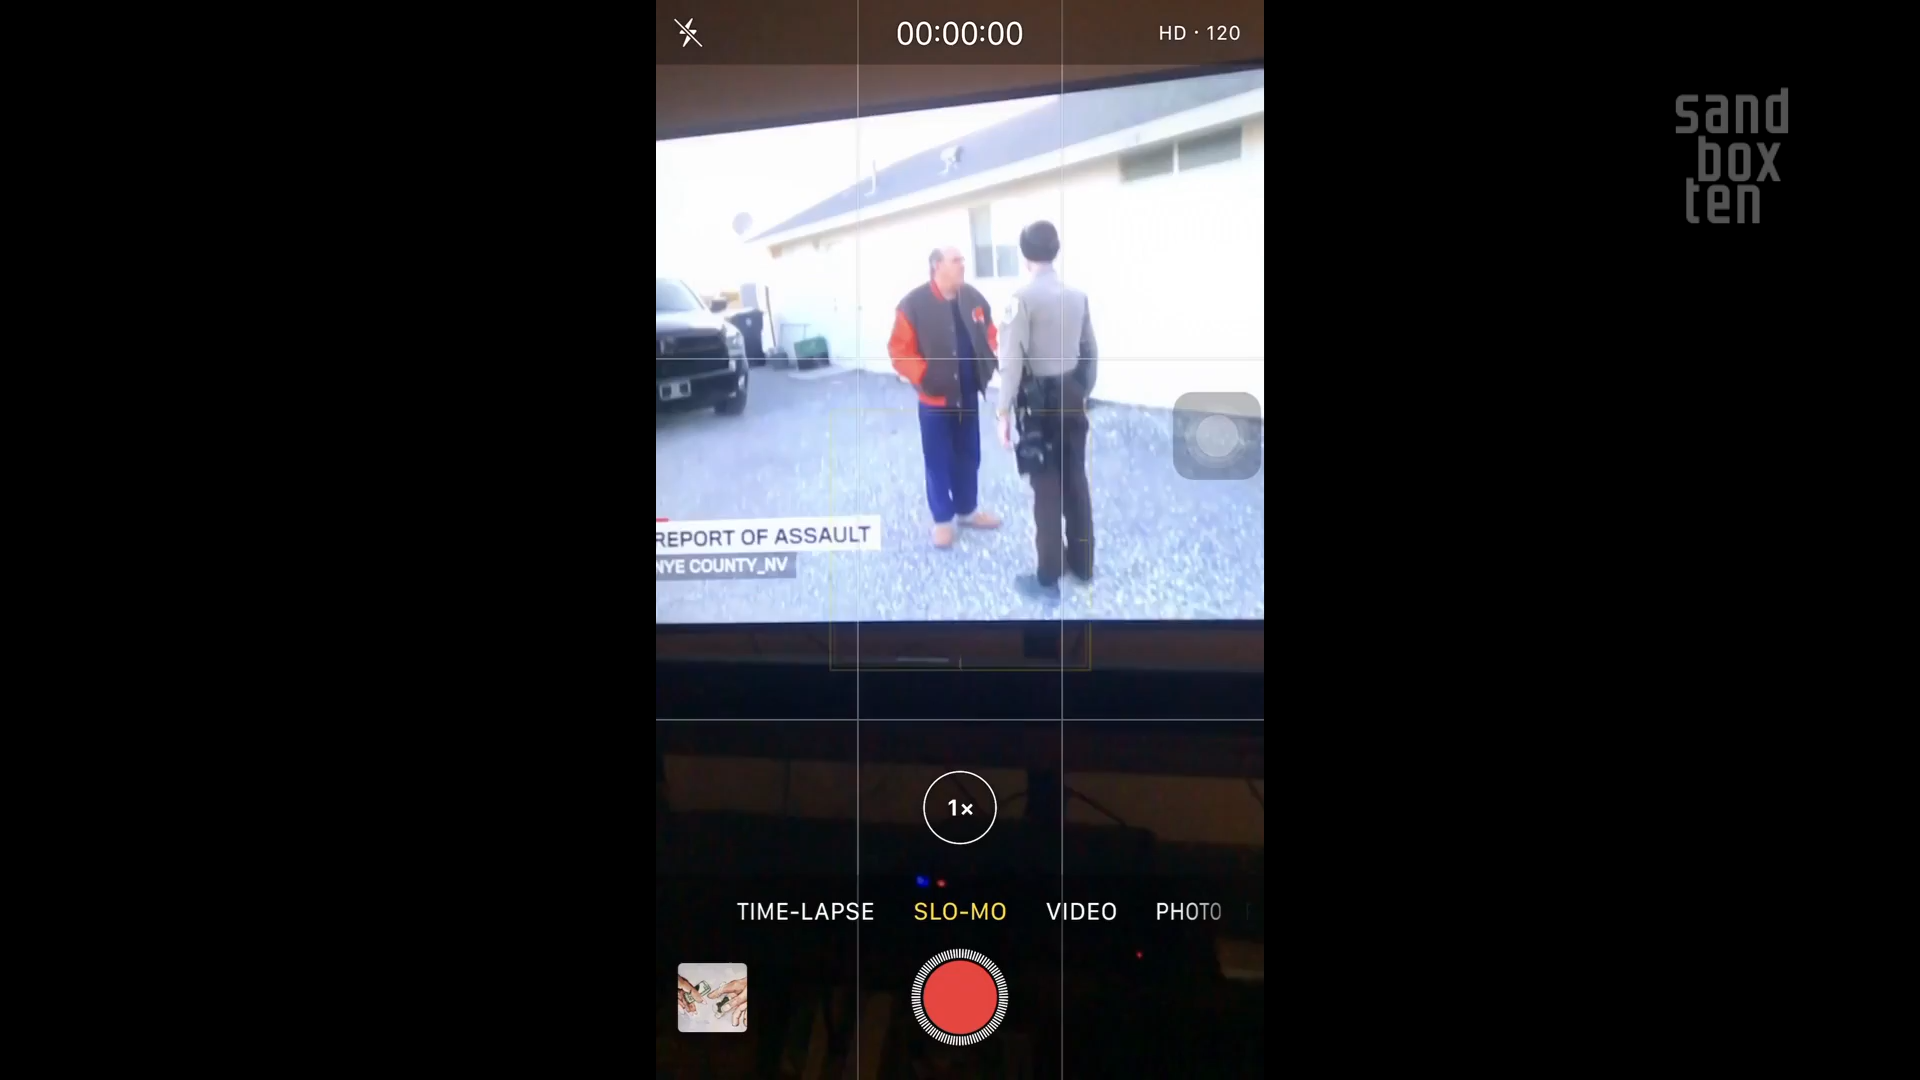 00:00:00
HD · 120
sand
box
ten
REPORT OF ASSAULT
NYE COUNTY_NV
1×
TIME-LAPSE
SLO-MO
VIDEO
PHOTO